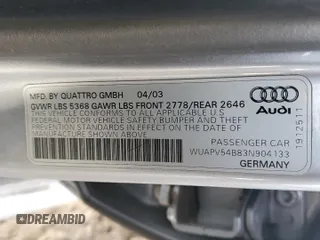 MFD. BY QUATTRO GMBH 04/03
GVWR LBS 5368 GAWR LBS FRONT 2778/REAR 2646
THIS VEHICLE CONFORMS TO ALL APPLICABLE
FEDERAL MOTOR VEHICLE SAFETY BUMPER AND THEFT
PREVENTION STANDARDS IN EFFECT ON THE DATE OF
MANUFACTURE SHOWN ABOVE.
Audi
1912511
PASSENGER CAR
WUAPV54B83N904133
GERMANY
DREAMBID